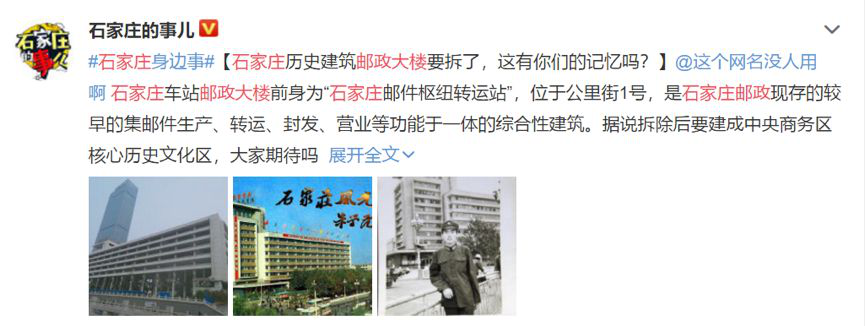 石家庄的事儿
石家庄
的事儿
#石家庄身边事#【石家庄历史建筑邮政大楼要拆了，这有你们的记忆吗？】@这个网名没人用
啊 石家庄车站邮政大楼前身为“石家庄邮件枢纽转运站”，位于公里街1号，是石家庄邮政现存的较
早的集邮件生产、转运、封发、营业等功能于一体的综合性建筑。据说拆除后要建成中央商务区
核心历史文化区，大家期待吗 展开全文
石家莊風光